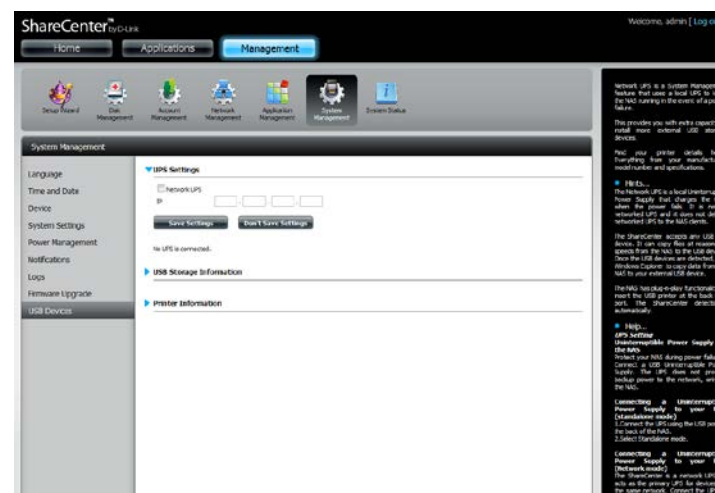 ShareCenter™ by D-Link
Welcome, admin [ Log o
Home
Applications
Management
Setup Wizard
Disk Management
Account Management
Network Management
Application Management
System Management
System Status
System Management
Language
Time and Date
Device
System Settings
Power Management
Notifications
Logs
Firmware Upgrade
USB Devices
UPS Settings
Network UPS
IP
Save Settings
Don't Save Settings
No UPS is connected.
USB Storage Information
Printer Information
Network UPS is a System Manage
feature that uses a local UPS to
the NAS running in the event of a po
failure.
This provides you with extra capaci
install more external USB stor
devices.
Find your printer details
Everything from your manufactu
model number and specifications.
Hints...
The Network UPS is a local Uninterrup
Power Supply that charges the
when the power fails. It is no
networked UPS and it does not de
networked UPS to the NAS clients.
The ShareCenter accepts any USB
device. It can copy files at reason
speeds from the NAS to the USB dev
Once the USB devices are detected,
Windows Explorer to copy data from
NAS to your external USB device.
The NAS has plug-n-play functionali
insert the USB printer at the back
port. The ShareCenter detects
automatically.
Help...
UPS Setting
Uninterruptible Power Supply
the NAS
Protect your NAS during power failu
Connect a USB Uninterruptible Po
Supply. The UPS does not pro
backup power to the network, onl
the NAS.
Connecting a Uninterrup
Power Supply to your
(standalone mode)
1.Connect the UPS using the USB po
the back of the NAS.
2.Select Standalone mode.
Connecting a Uninterrup
Power Supply to your
(Network mode)
The ShareCenter is a network UPS
acts as the primary UPS for devices
the same network. Connect the UP